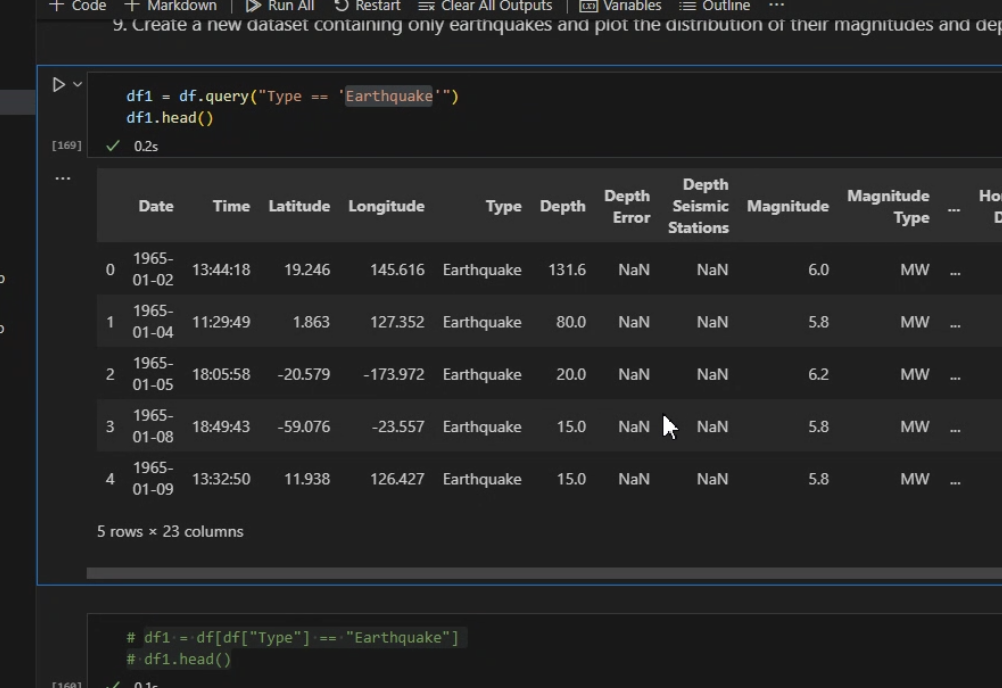 Code Markdown Run All Restart Clear All Outputs Variables Outline ...
9. Create a new dataset containing only earthquakes and plot the distribution of their magnitudes and
df1 = df.query("Type == 'Earthquake'")
df1.head()
[169] 0.2s
...
Date Time Latitude Longitude Type Depth Depth Error Depth Seismic Stations Magnitude Magnitude Type ...
0 1965-01-02 13:44:18 19.246 145.616 Earthquake 131.6 NaN NaN 6.0 MW ...
1 1965-01-04 11:29:49 1.863 127.352 Earthquake 80.0 NaN NaN 5.8 MW ...
2 1965-01-05 18:05:58 -20.579 -173.972 Earthquake 20.0 NaN NaN 6.2 MW ...
3 1965-01-08 18:49:43 -59.076 -23.557 Earthquake 15.0 NaN NaN 5.8 MW ...
4 1965-01-09 13:32:50 11.938 126.427 Earthquake 15.0 NaN NaN 5.8 MW ...
5 rows × 23 columns
# df1 = df[df["Type"] == "Earthquake"]
# df1.head()
[160] 0.1s